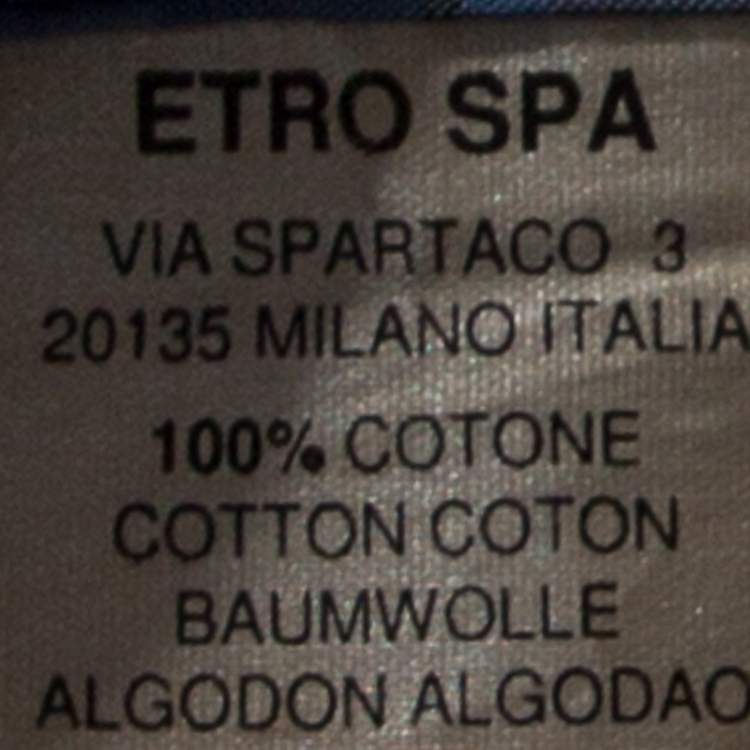 ETRO SPA
VIA SPARTACO 3
20135 MILANO ITALIA
100% COTONE
COTTON COTON
BAUMWOLLE
ALGODON ALGODAO